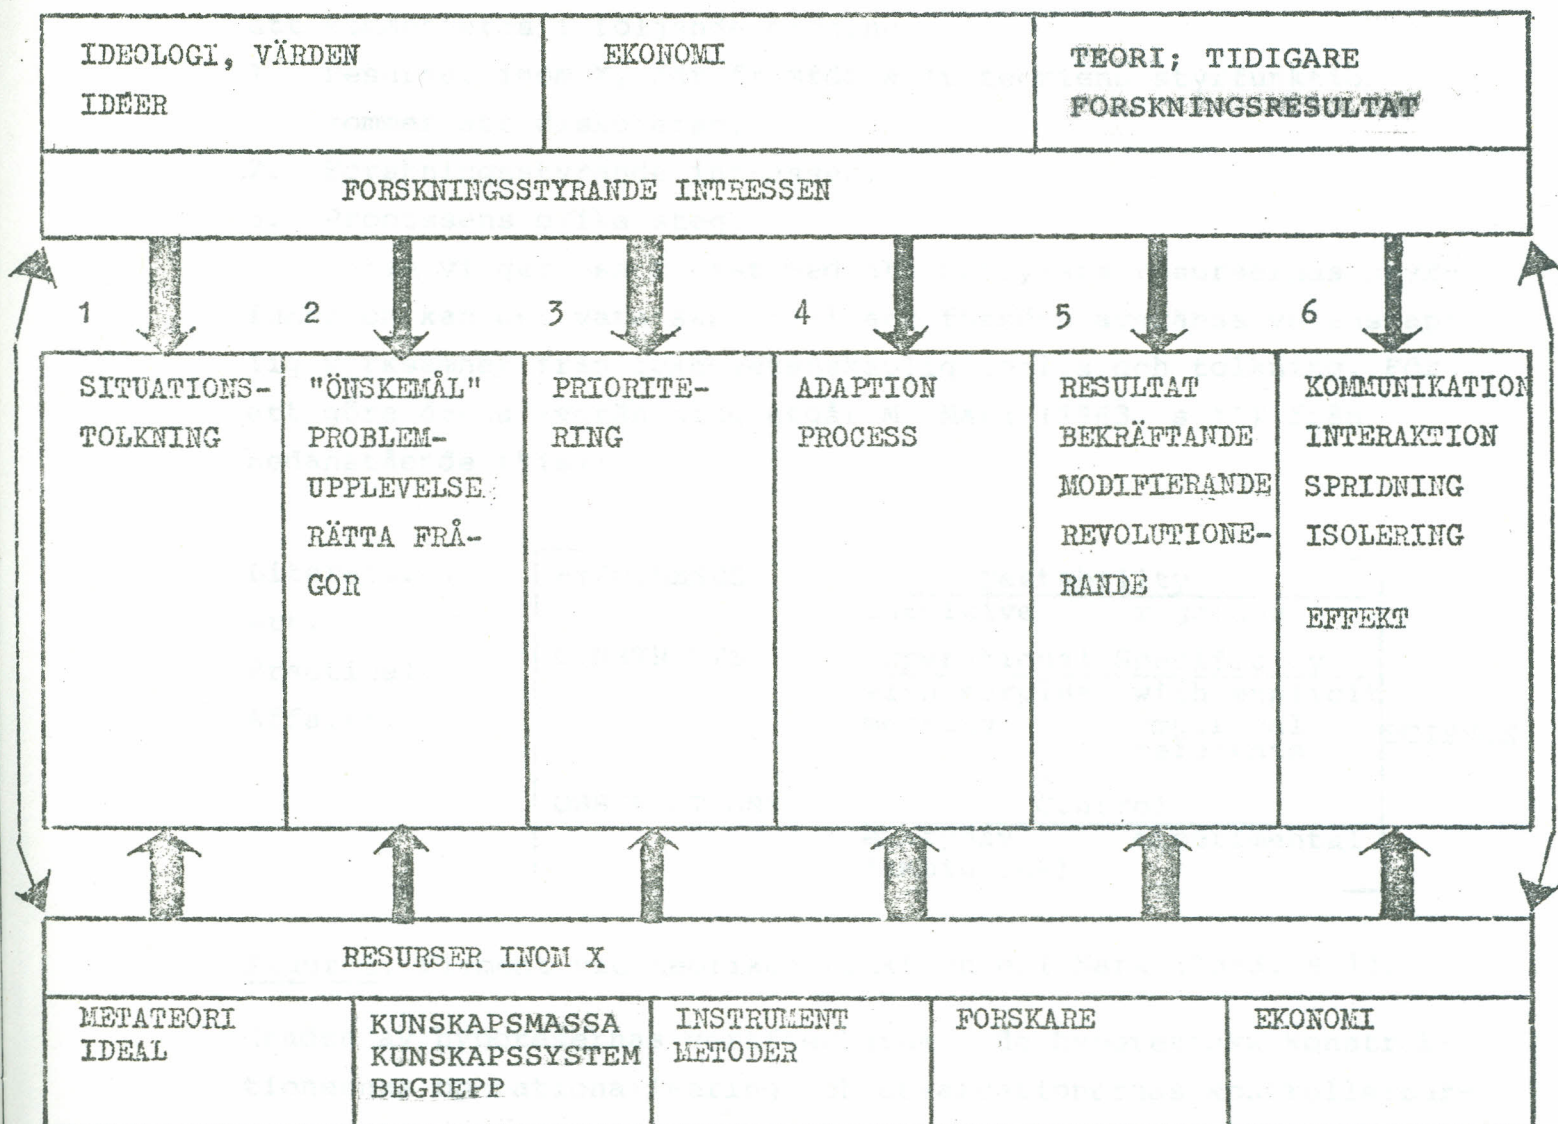 IDEOLOGI, VÄRDEN
IDEER
EKONOMI
TEORI; TIDIGARE
FORSKNINGSRESULTAT
FORSKNINGSSTYRANDE INTRESSEN
1
2
3
4
5
6
SITUATIONS-
TOLKNING
"ÖNSKEMÅL"
PROBLEM-
UPPLEVELSE
RÄTTA FRÅ-
GOR
PRIORITE-
RING
ADAPTION
PROCESS
RESULTAT
BEKRÄFTANDE
MODIFIERANDE
REVOLUTIONE-
RANDE
KOMMUNIKATION
INTERAKTION
SPRIDNING
ISOLERING
EFFEKT
RESURSER INOM X
METATEORI
IDEAL
KUNSKAPSMASSA
KUNSKAPSSYSTEM
BEGREPP
INSTRUMENT
METODER
FORSKARE
EKONOMI